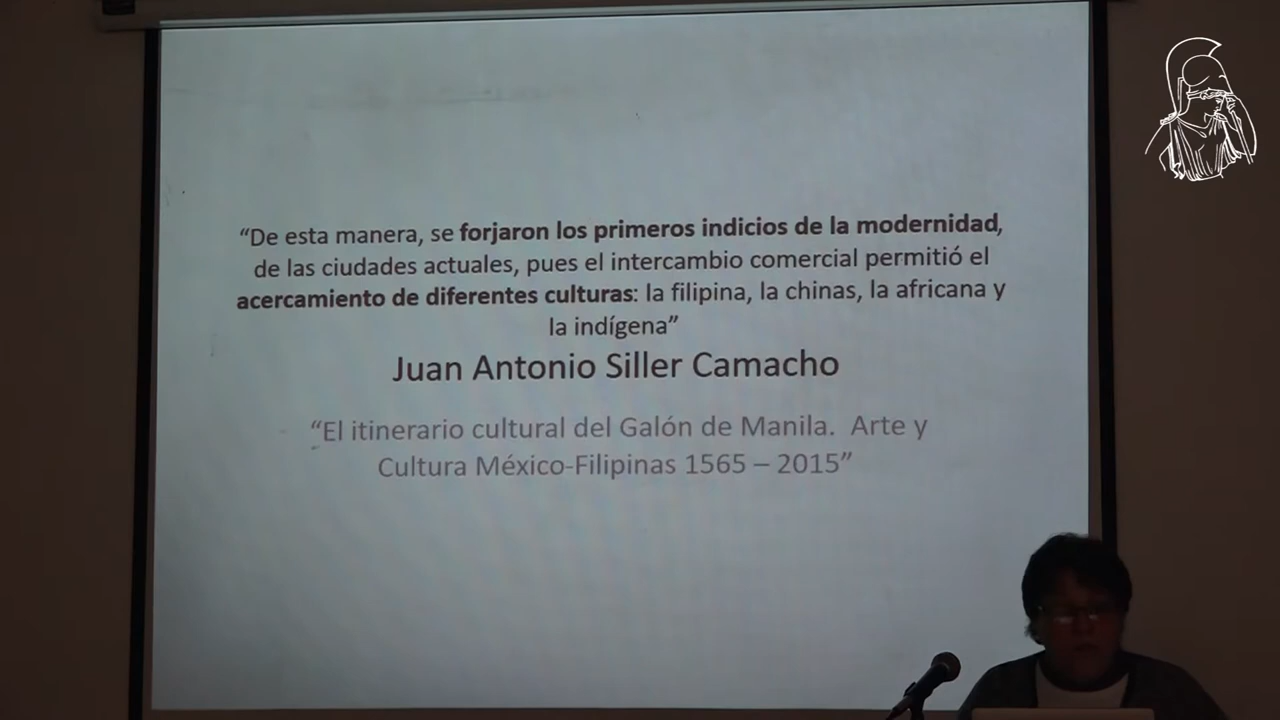 “De esta manera, se forjaron los primeros indicios de la modernidad,
de las ciudades actuales, pues el intercambio comercial permitió el
acercamiento de diferentes culturas: la filipina, la chinas, la africana y
la indígena”
Juan Antonio Siller Camacho
“El itinerario cultural del Galón de Manila.  Arte y
Cultura México-Filipinas 1565 – 2015”